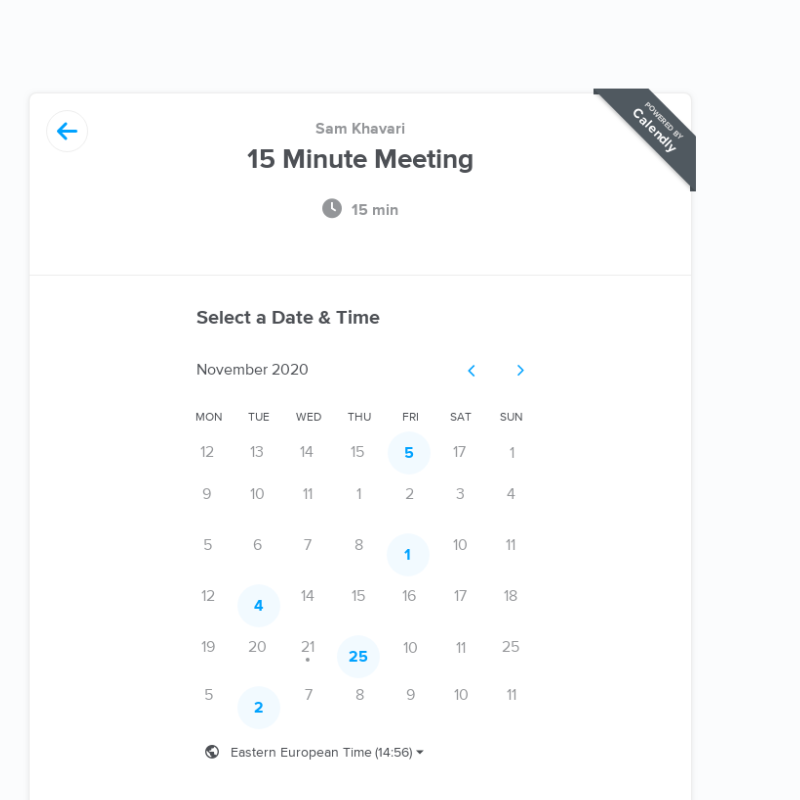 POWERED BY
Calendly
Sam Khavari
15 Minute Meeting
15 min
Select a Date & Time
November 2020
MON TUE WED THU FRI SAT SUN
12 13 14 15 5 17 1
9 10 11 1 2 3 4
5 6 7 8 1 10 11
12 4 14 15 16 17 18
19 20 21 25 10 11 25
5 2 7 8 9 10 11
Eastern European Time (14:56)